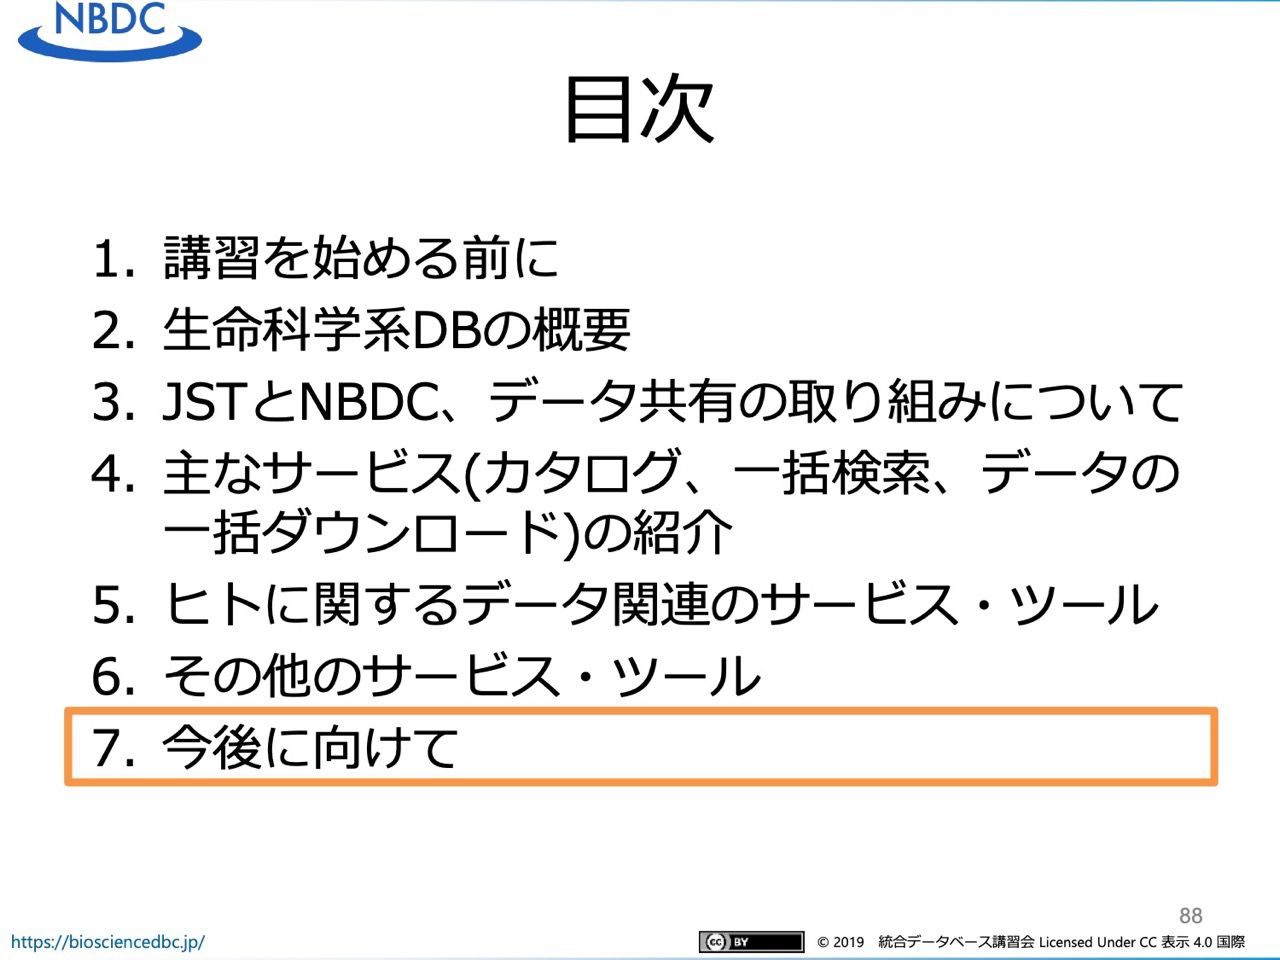 NBDC
目次
1. 講習を始める前に
2. 生命科学系DBの概要
3. JSTとNBDC、データ共有の取り組みについて
4. 主なサービス(カタログ、一括検索、データの
一括ダウンロード)の紹介
5. ヒトに関するデータ関連のサービス・ツール
6. その他のサービス・ツール
7. 今後に向けて
88
https://biosciencedbc.jp/
cc BY © 2019 統合データベース講習会 Licensed Under CC 表示 4.0 国際